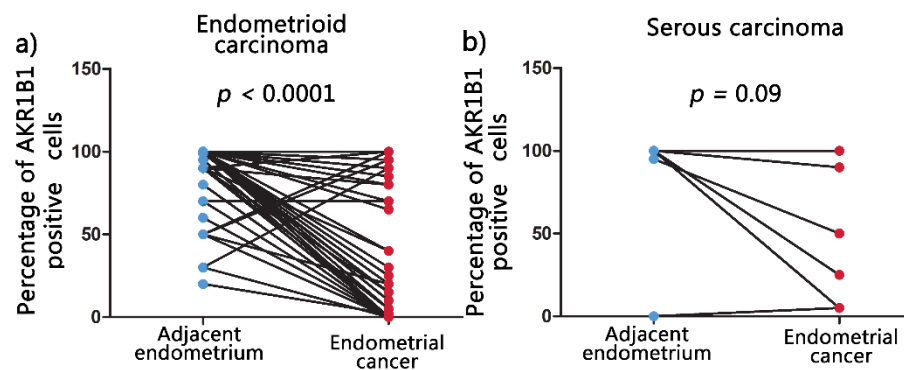 a)
Endometrioid
carcinoma
p < 0.0001
Percentage of AKR1B1
positive cells
150
100
50
0
Adjacent
endometrium
Endometrial
cancer
b)
Serous carcinoma
p = 0.09
Percentage of AKR1B1
positive cells
150
100
50
0
Adjacent
endometrium
Endometrial
cancer